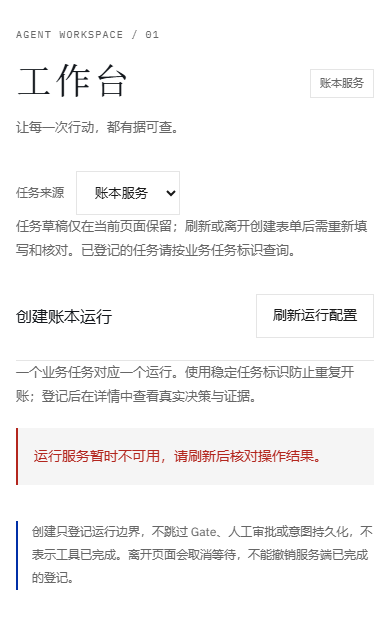 AGENT WORKSPACE / 01
工作台
账本服务
让每一次行动，都有据可查。
任务来源
账本服务
任务草稿仅在当前页面保留；刷新或离开创建表单后需重新填
写和核对。已登记的任务请按业务任务标识查询。
创建账本运行
刷新运行配置
一个业务任务对应一个运行。使用稳定任务标识防止重复开
账；登记后在详情中查看真实决策与证据。
运行服务暂时不可用，请刷新后核对操作结果。
创建只登记运行边界，不跳过 Gate、人工审批或意图持久化，不
表示工具已完成。离开页面会取消等待，不能撤销服务端已完成
的登记。